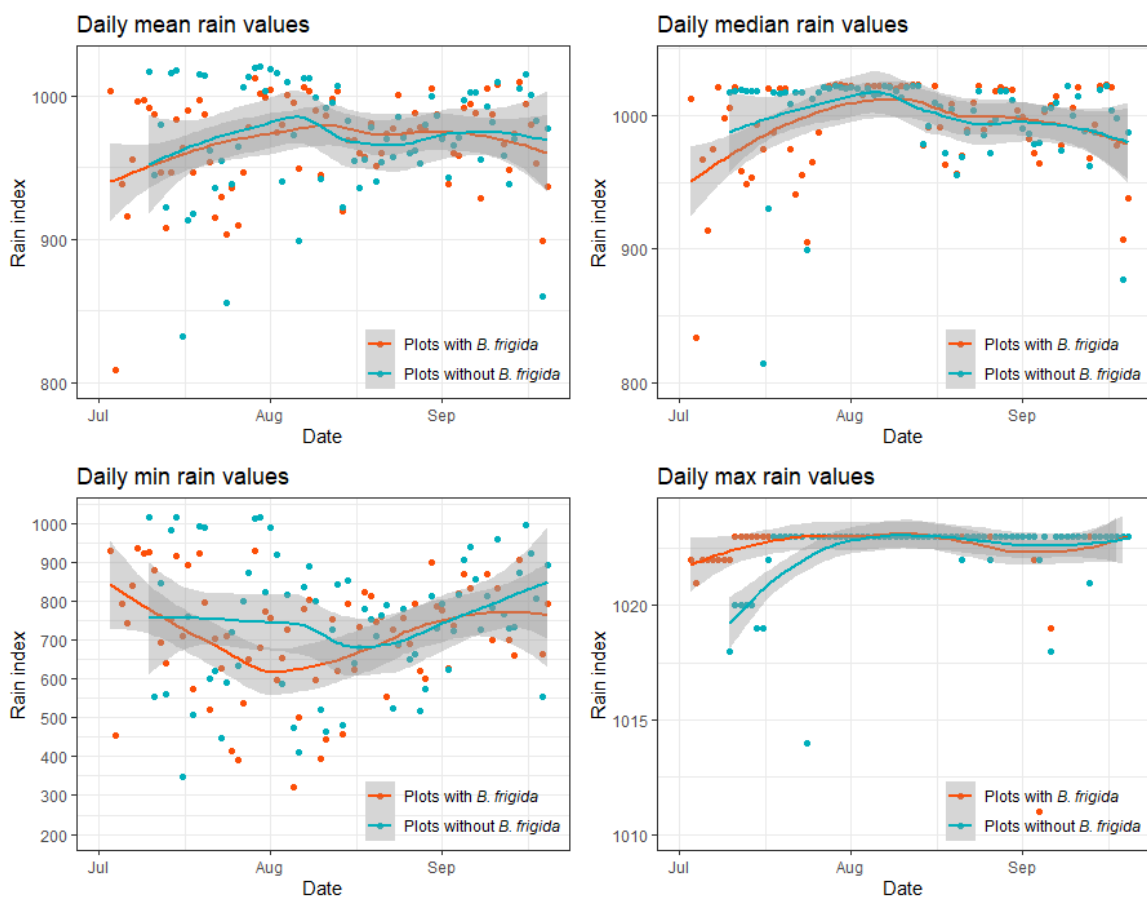 Daily mean rain values
Rain index
1000
900
800
Plots with B. frigida
Plots without B. frigida
Jul Aug Sep
Date
Daily median rain values
Rain index
1000
900
800
Plots with B. frigida
Plots without B. frigida
Jul Aug Sep
Date
Daily min rain values
Rain index
1000
900
800
700
600
500
400
300
200
Plots with B. frigida
Plots without B. frigida
Jul Aug Sep
Date
Daily max rain values
Rain index
1020
1015
1010
Plots with B. frigida
Plots without B. frigida
Jul Aug Sep
Date